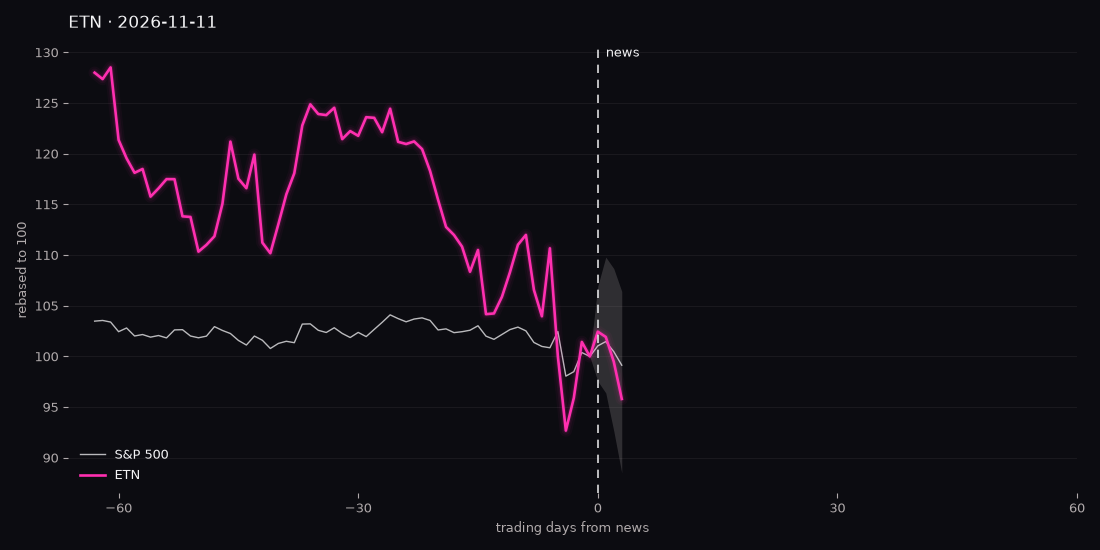 ETN · 2026-11-11
news
130
125
120
115
110
105
100
95
90
rebased to 100
S&P 500
ETN
−60
−30
0
30
60
trading days from news